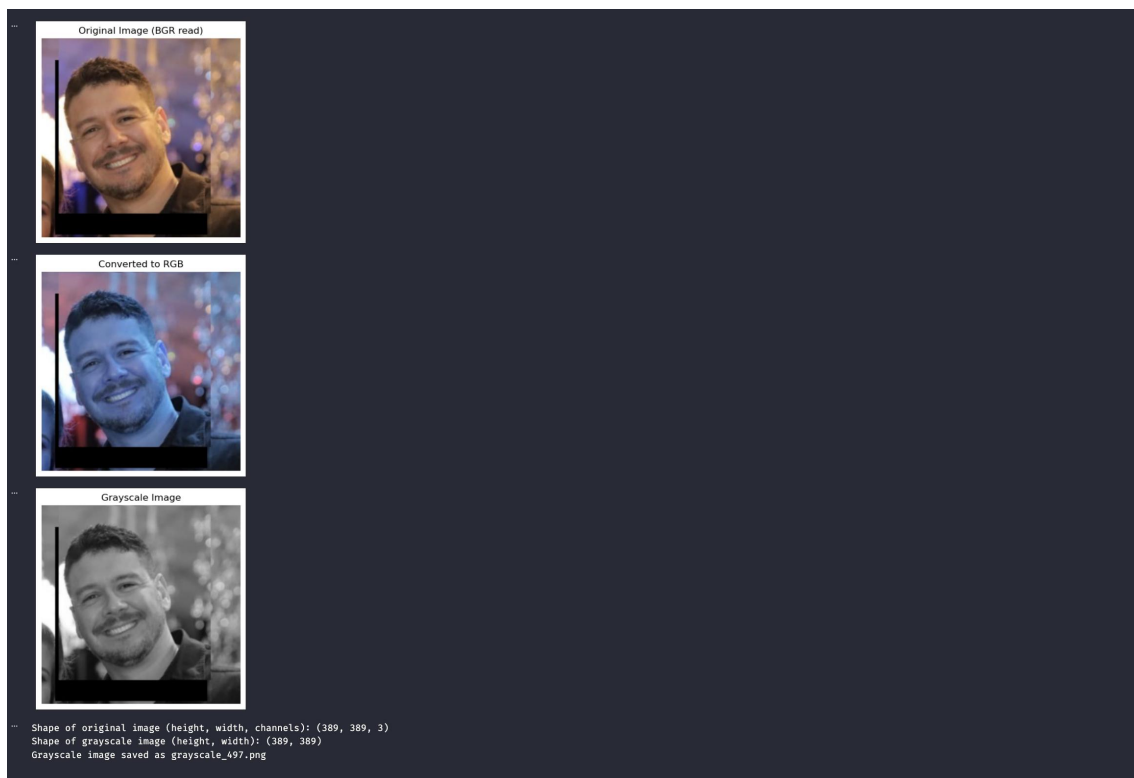 Original Image (BGR read)
Converted to RGB
Grayscale Image
Shape of original image (height, width, channels): (389, 389, 3)
Shape of grayscale image (height, width): (389, 389)
Grayscale image saved as grayscale_497.png